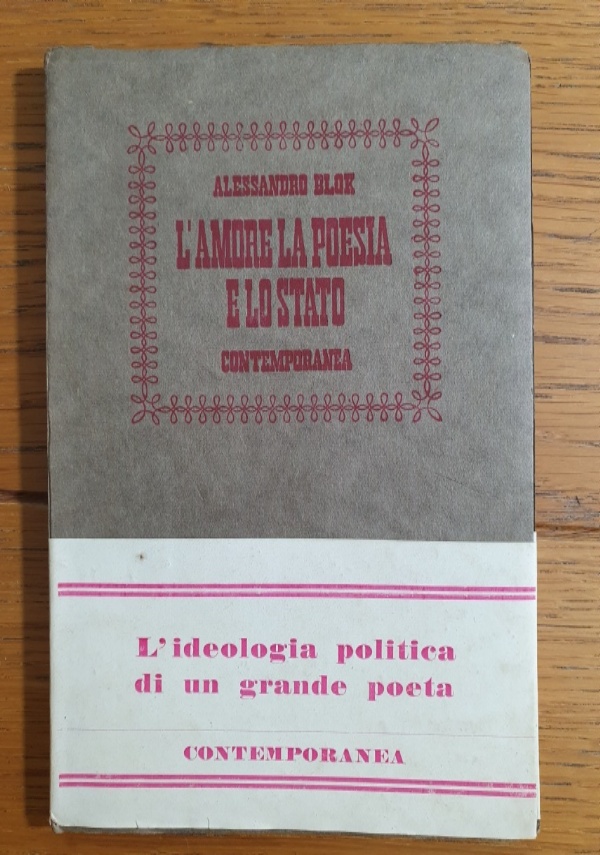 ALESSANDRO BLOK
L'AMORE LA POESIA
E LO STATO
CONTEMPORANEA
L'ideologia politica
di un grande poeta
CONTEMPORANEA